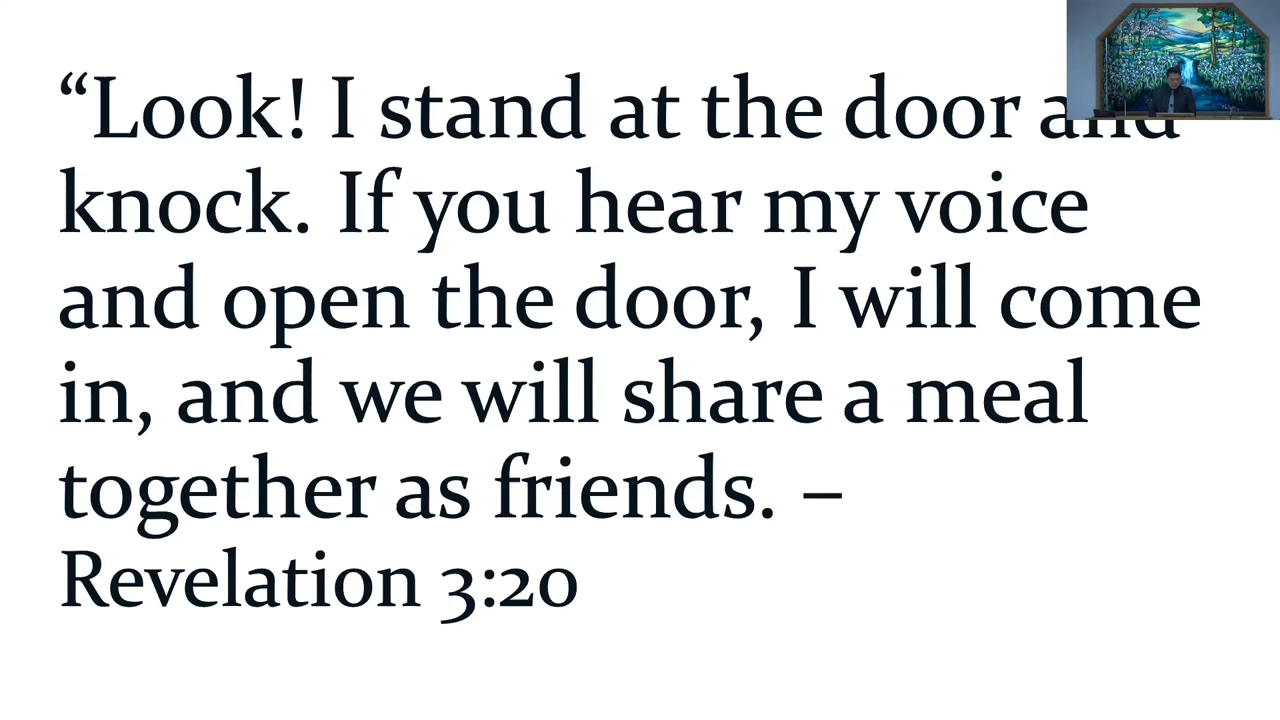 “Look! I stand at the door and
knock. If you hear my voice
and open the door, I will come
in, and we will share a meal
together as friends. –
Revelation 3:20